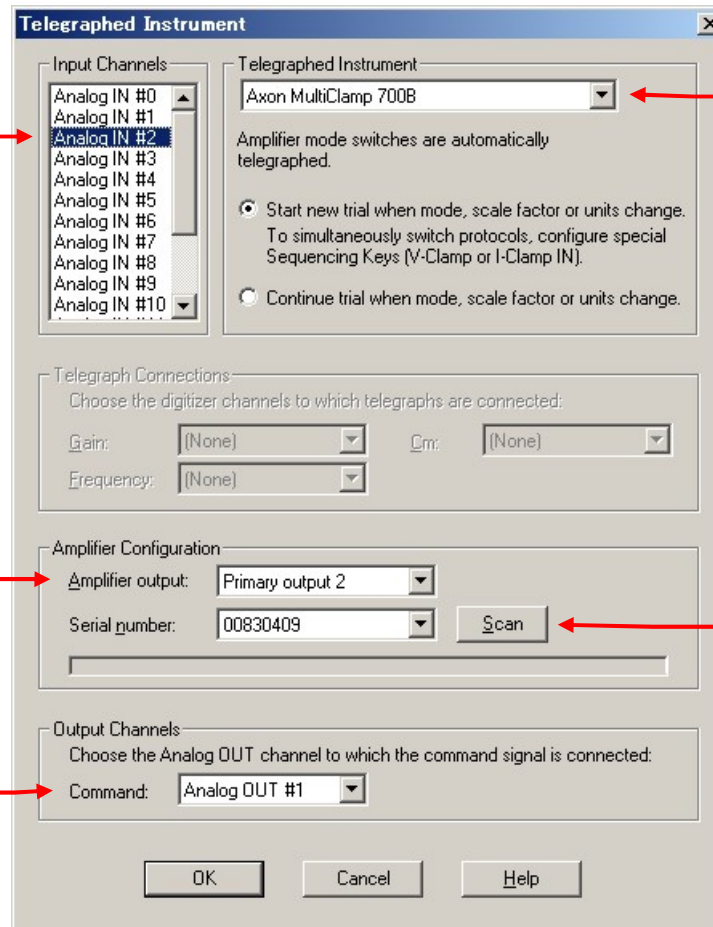 Telegraphed Instrument
Input Channels
Analog IN #0
Analog IN #1
Analog IN #2
Analog IN #3
Analog IN #4
Analog IN #5
Analog IN #6
Analog IN #7
Analog IN #8
Analog IN #9
Analog IN #10
Telegraphed Instrument
Axon MultiClamp 700B
Amplifier mode switches are automatically
telegraphed.
Start new trial when mode, scale factor or units change.
To simultaneously switch protocols, configure special
Sequencing Keys (V-Clamp or I-Clamp IN).
Continue trial when mode, scale factor or units change.
Telegraph Connections
Choose the digitizer channels to which telegraphs are connected:
Gain: (None) Cm: (None)
Frequency: (None)
Amplifier Configuration
Amplifier output: Primary output 2
Serial number: 00830409 Scan
Output Channels
Choose the Analog OUT channel to which the command signal is connected:
Command: Analog OUT #1
OK Cancel Help